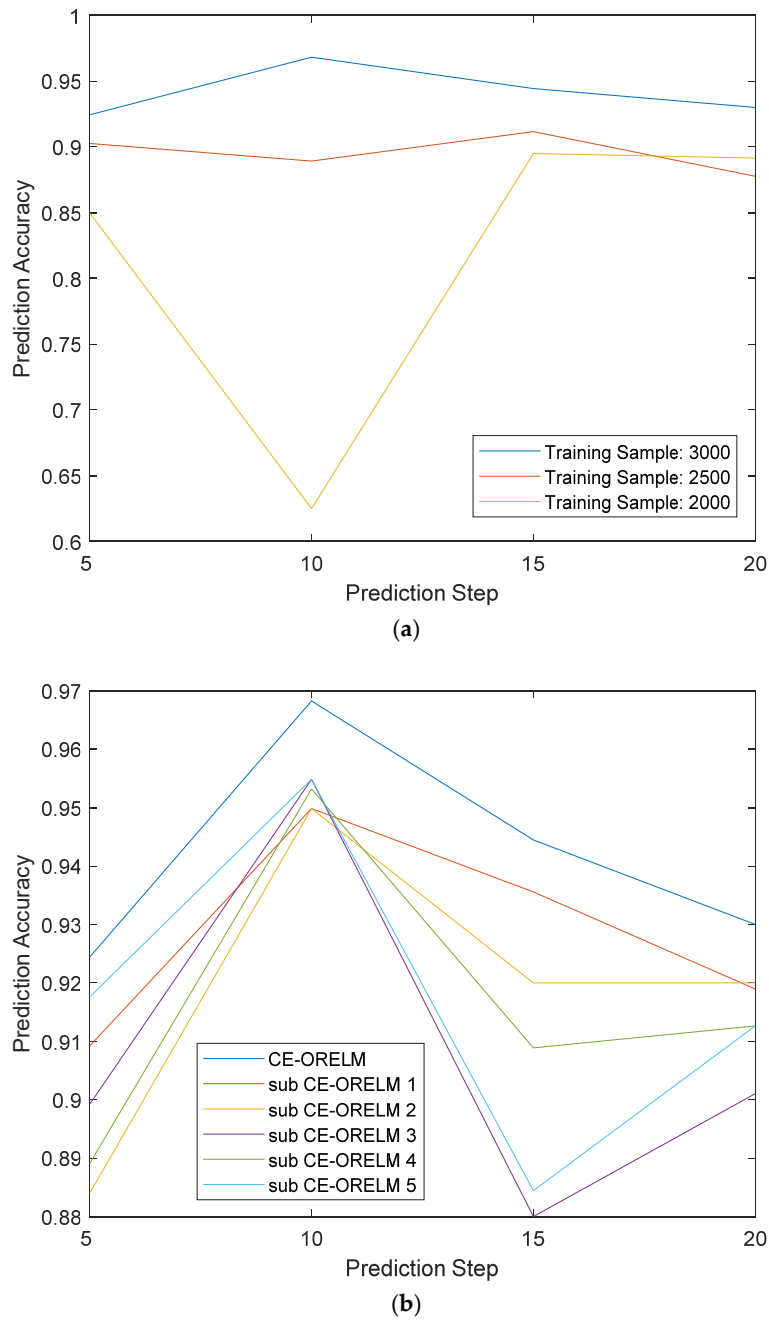 1
0.95
0.9
0.85
0.8
0.75
0.7
0.65
0.6
Prediction Accuracy
Training Sample: 3000
Training Sample: 2500
Training Sample: 2000
5 10 15 20
Prediction Step
(a)
0.97
0.96
0.95
0.94
0.93
0.92
0.91
0.9
0.89
0.88
Prediction Accuracy
CE-ORELM
sub CE-ORELM 1
sub CE-ORELM 2
sub CE-ORELM 3
sub CE-ORELM 4
sub CE-ORELM 5
5 10 15 20
Prediction Step
(b)